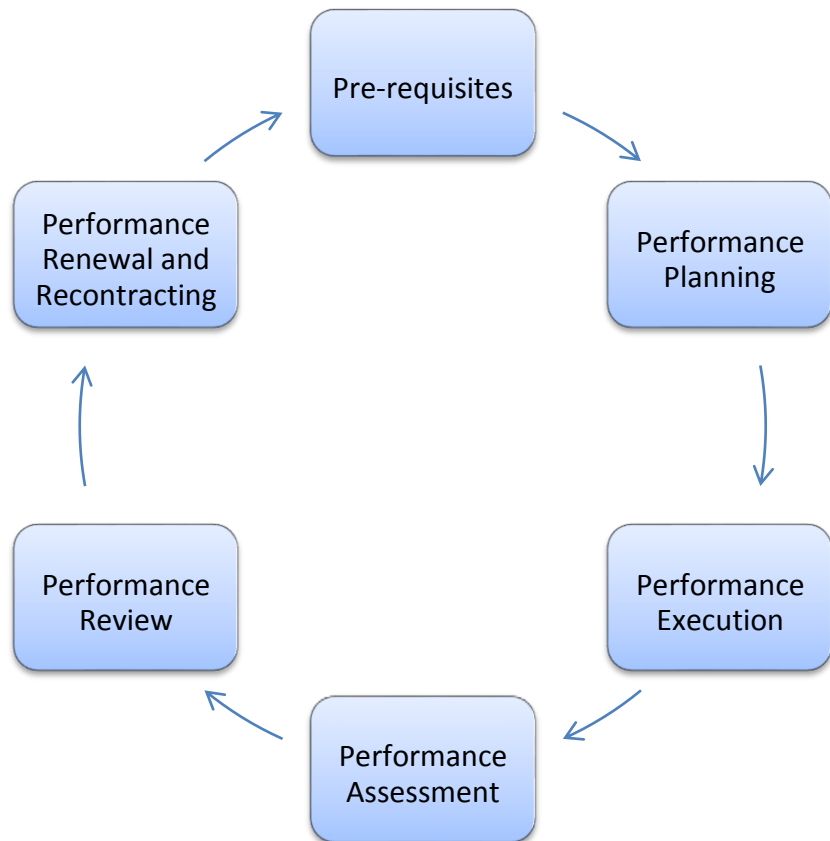 Pre-requisites
Performance
Planning
Performance
Execution
Performance
Assessment
Performance
Review
Performance
Renewal and
Recontracting